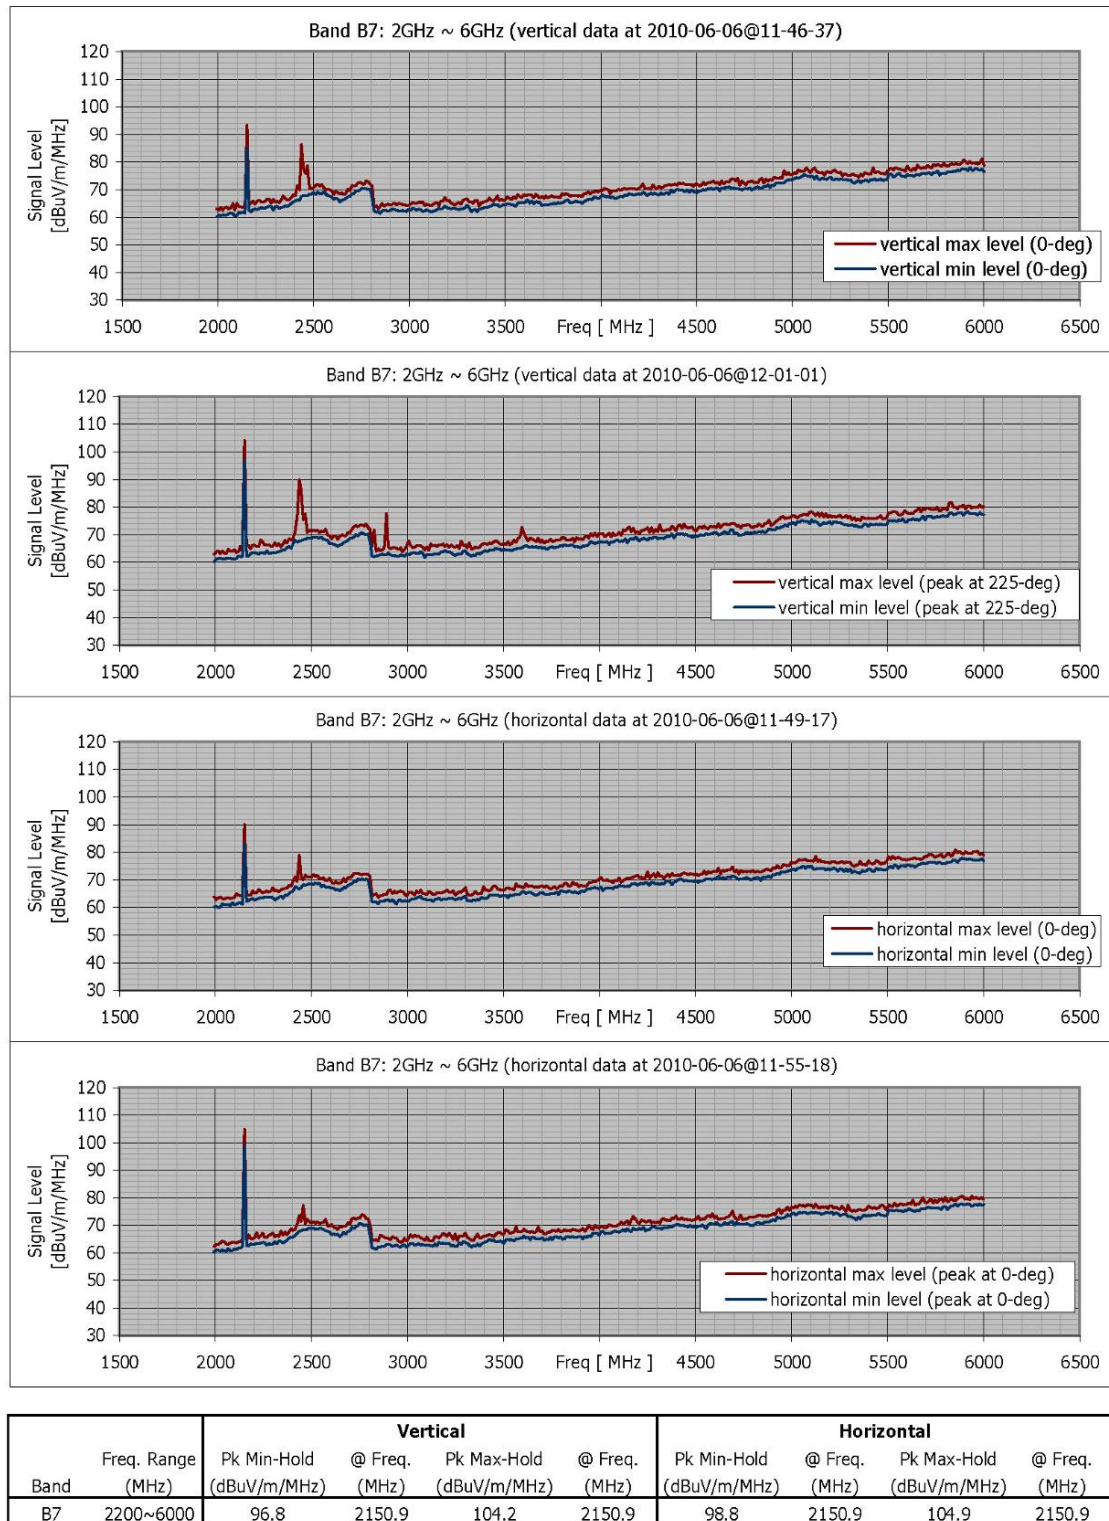 Band B7: 2GHz ~ 6GHz (vertical data at 2010-06-06@11-46-37)
120
110
100
90
80
70
60
50
40
30
Signal Level
[dBuV/m/MHz]
vertical max level (0-deg)
vertical min level (0-deg)
1500 2000 2500 3000 3500 Freq [ MHz ] 4500 5000 5500 6000 6500
Band B7: 2GHz ~ 6GHz (vertical data at 2010-06-06@12-01-01)
120
110
100
90
80
70
60
50
40
30
Signal Level
[dBuV/m/MHz]
vertical max level (peak at 225-deg)
vertical min level (peak at 225-deg)
1500 2000 2500 3000 3500 Freq [ MHz ] 4500 5000 5500 6000 6500
Band B7: 2GHz ~ 6GHz (horizontal data at 2010-06-06@11-49-17)
120
110
100
90
80
70
60
50
40
30
Signal Level
[dBuV/m/MHz]
horizontal max level (0-deg)
horizontal min level (0-deg)
1500 2000 2500 3000 3500 Freq [ MHz ] 4500 5000 5500 6000 6500
Band B7: 2GHz ~ 6GHz (horizontal data at 2010-06-06@11-55-18)
120
110
100
90
80
70
60
50
40
30
Signal Level
[dBuV/m/MHz]
horizontal max level (peak at 0-deg)
horizontal min level (peak at 0-deg)
1500 2000 2500 3000 3500 Freq [ MHz ] 4500 5000 5500 6000 6500
Vertical Horizontal
Freq. Range Pk Min-Hold @ Freq. Pk Max-Hold @ Freq. Pk Min-Hold @ Freq. Pk Max-Hold @ Freq.
Band (MHz) (dBuV/m/MHz) (MHz) (dBuV/m/MHz) (MHz) (dBuV/m/MHz) (MHz) (dBuV/m/MHz) (MHz)
B7 2200~6000 96.8 2150.9 104.2 2150.9 98.8 2150.9 104.9 2150.9